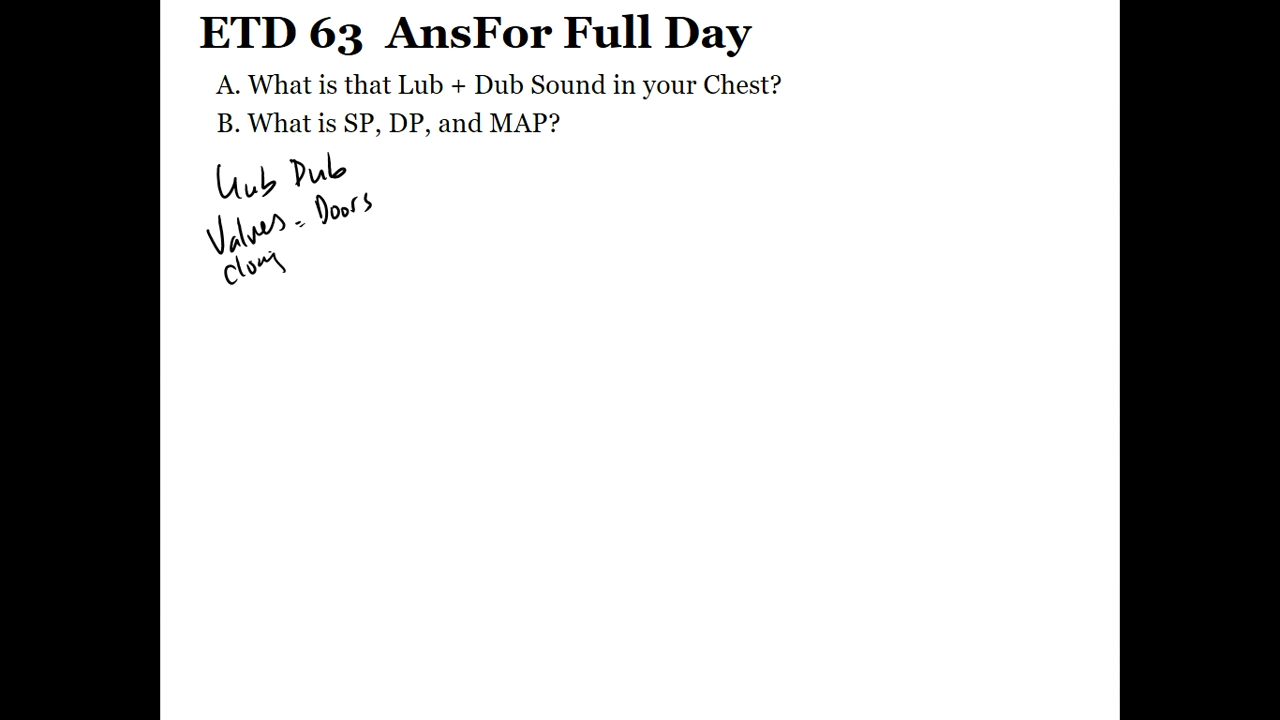 ETD 63 AnsFor Full Day
A. What is that Lub + Dub Sound in your Chest?
B. What is SP, DP, and MAP?
Lub Dub
Valves = Doors